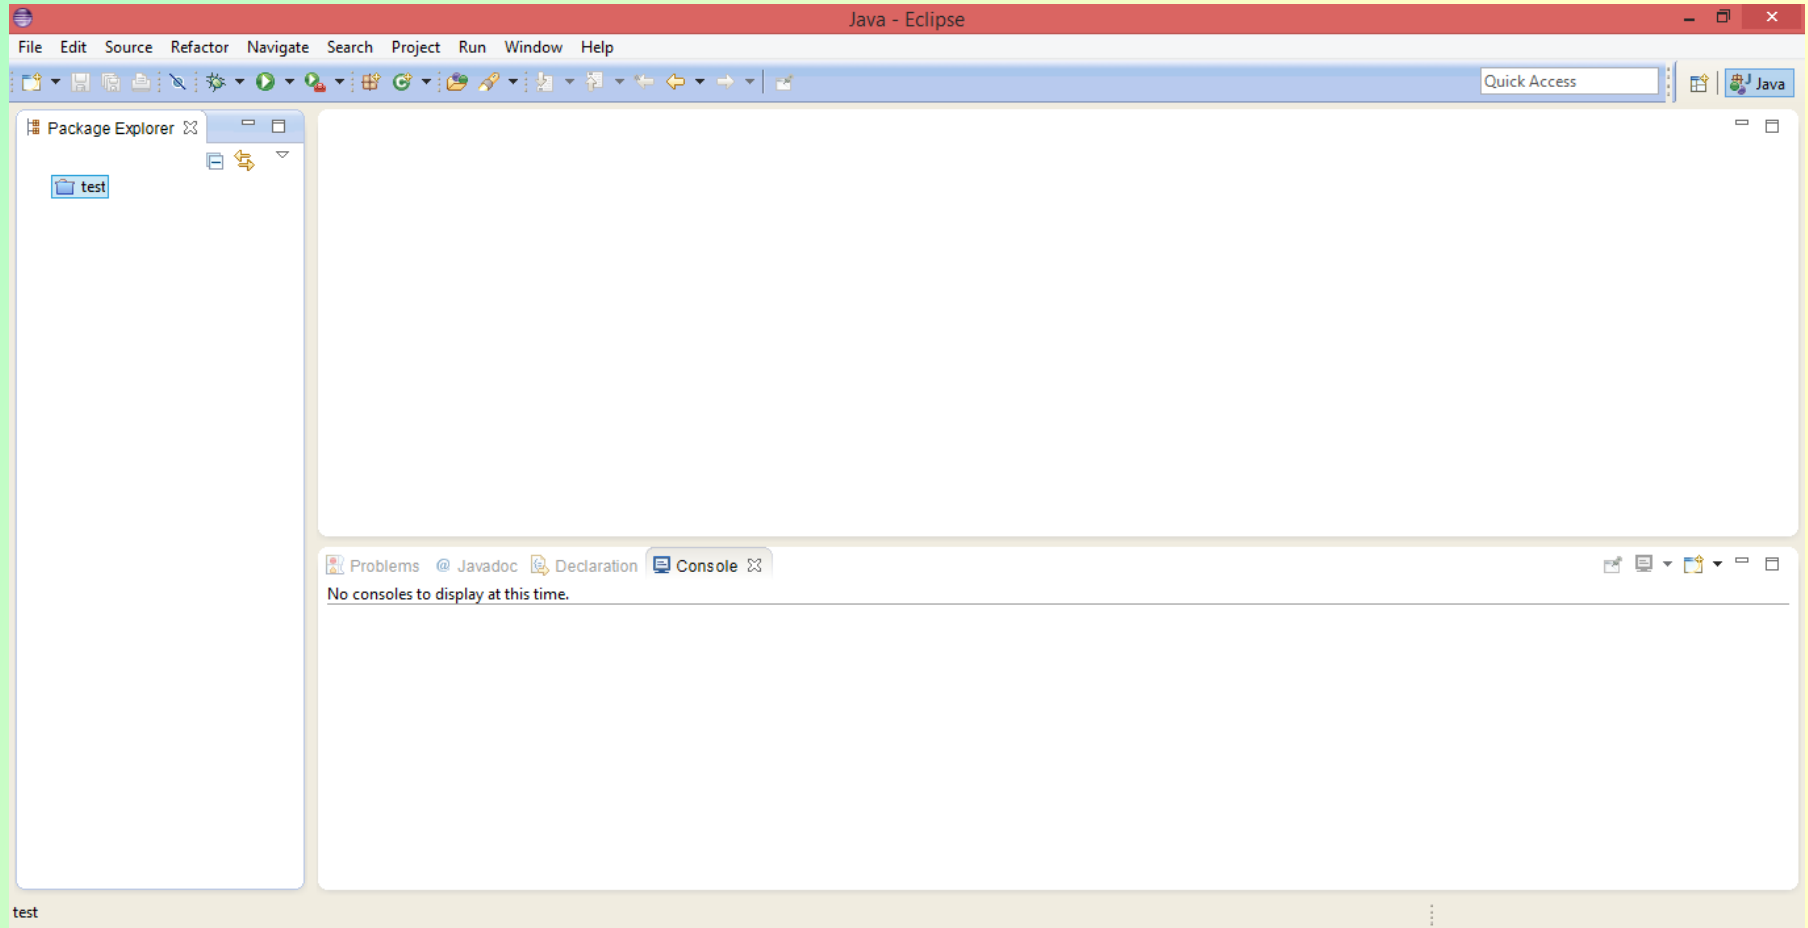 Java - Eclipse
File Edit Source Refactor Navigate Search Project Run Window Help
Quick Access
Java
Package Explorer
test
Problems @ Javadoc Declaration Console
No consoles to display at this time.
test